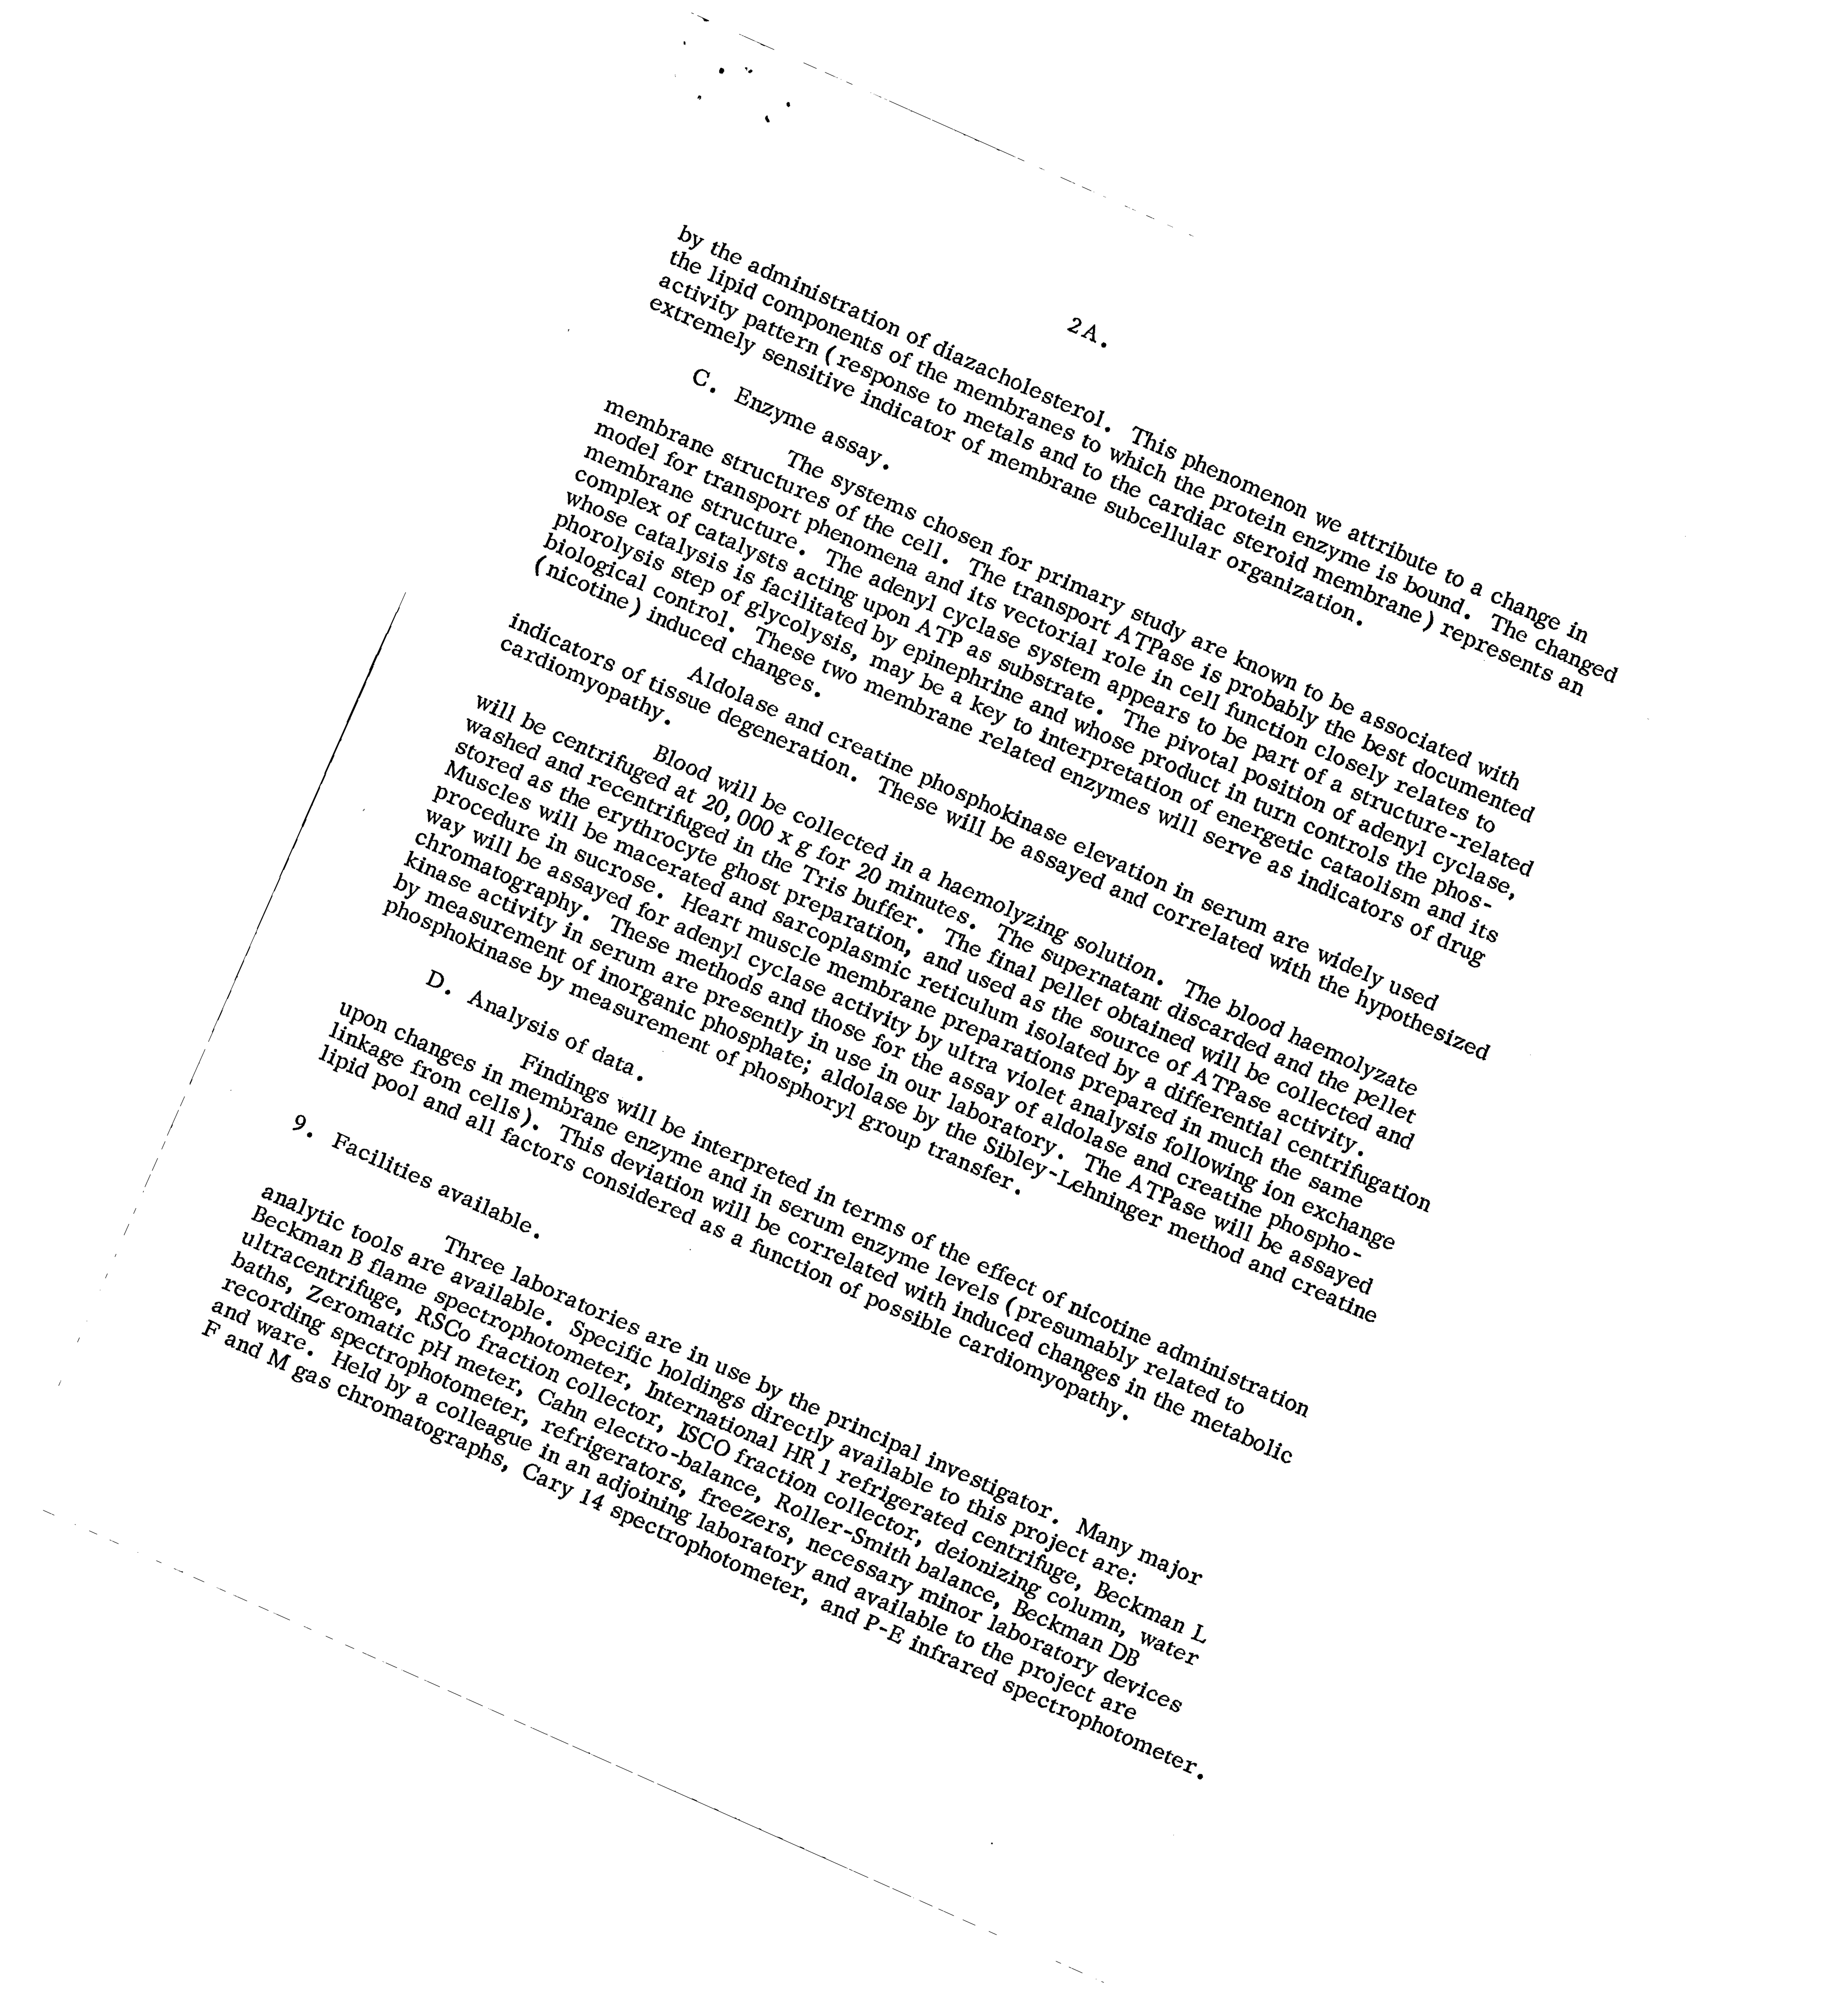 2A.
by the administration of diazacholesterol. This phenomenon we attribute to a change in
the lipid components of the membranes to which the protein enzyme is bound. The changed
activity pattern (response to metals and to the cardiac steroid membrane) represents an
extremely sensitive indicator of membrane subcellular organization.
C. Enzyme assay.
The systems chosen for primary study are known to be associated with
membrane structures of the cell. The transport ATPase is probably the best documented
model for transport phenomena and its vectorial role in cell function closely relates to
membrane structure. The adenyl cyclase system appears to be part of a structure-related
complex of catalysts acting upon ATP as substrate. The pivotal position of adenyl cyclase,
whose catalysis is facilitated by epinephrine and whose product in turn controls the phos-
phorolysis step of glycolysis, may be a key to interpretation of energetic cataolism and its
biological control. These two membrane related enzymes will serve as indicators of drug
(nicotine) induced changes.
Aldolase and creatine phosphokinase elevation in serum are widely used
indicators of tissue degeneration. These will be assayed and correlated with the hypothesized
cardiomyopathy.
Blood will be collected in a haemolyzing solution. The blood haemolyzate
will be centrifuged at 20,000 x g for 20 minutes. The supernatant discarded and the pellet
washed and recentrifuged in the Tris buffer. The final pellet obtained will be collected and
stored as the erythrocyte ghost preparation, and used as the source of ATPase activity.
Muscles will be macerated and sarcoplasmic reticulum isolated by a differential centrifugation
procedure in sucrose. Heart muscle membrane preparations prepared in much the same
way will be assayed for adenyl cyclase activity by ultra violet analysis following ion exchange
chromatography. These methods and those for the assay of aldolase and creatine phospho-
kinase activity in serum are presently in use in our laboratory. The ATPase will be assayed
by measurement of inorganic phosphate; aldolase by the Sibley-Lehninger method and creatine
phosphokinase by measurement of phosphoryl group transfer.
D. Analysis of data.
Findings will be interpreted in terms of the effect of nicotine administration
upon changes in membrane enzyme and in serum enzyme levels (presumably related to
linkage from cells). This deviation will be correlated with induced changes in the metabolic
lipid pool and all factors considered as a function of possible cardiomyopathy.
9. Facilities available.
Three laboratories are in use by the principal investigator. Many major
analytic tools are available. Specific holdings directly available to this project are:
Beckman B flame spectrophotometer, International HR 1 refrigerated centrifuge, Beckman L
ultracentrifuge, RSCo fraction collector, ISCO fraction collector, deionizing column, water
baths, Zeromatic pH meter, Cahn electro-balance, Roller-Smith balance, Beckman DB
recording spectrophotometer, refrigerators, freezers, necessary minor laboratory devices
and ware. Held by a colleague in an adjoining laboratory and available to the project are
F and M gas chromatographs, Cary 14 spectrophotometer, and P-E infrared spectrophotometer.